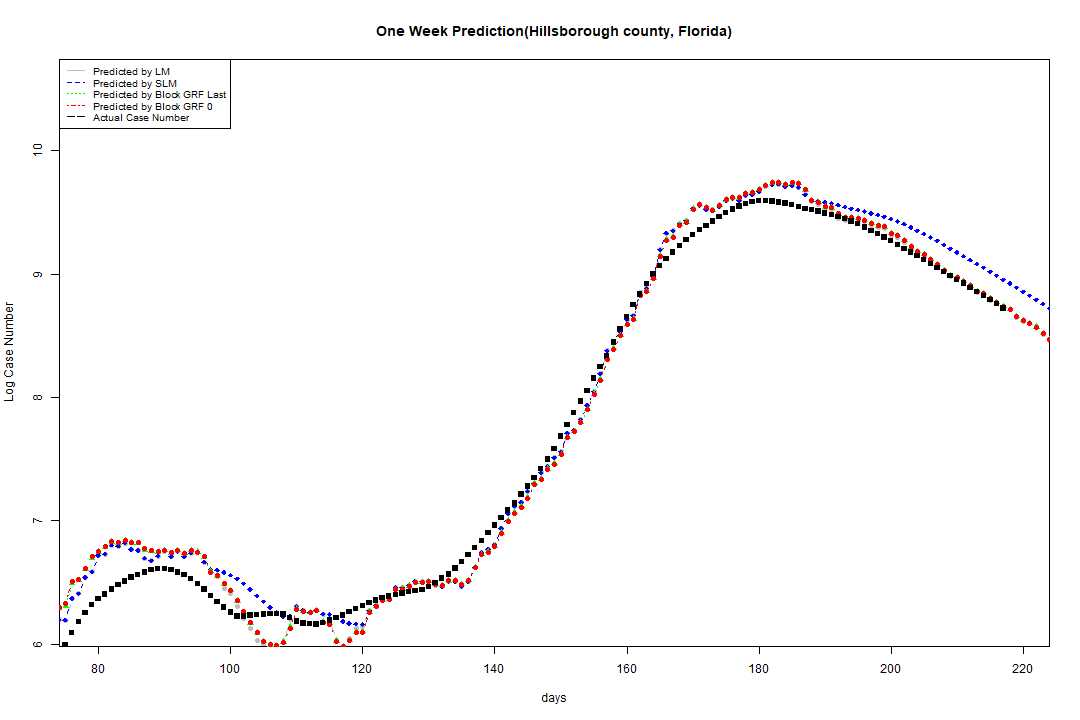 One Week Prediction(Hillsborough county, Florida)
Predicted by LM
Predicted by SLM
Predicted by Block GRF Last
Predicted by Block GRF 0
Actual Case Number
10
9
8
7
6
Log Case Number
80 100 120 140 160 180 200 220
days